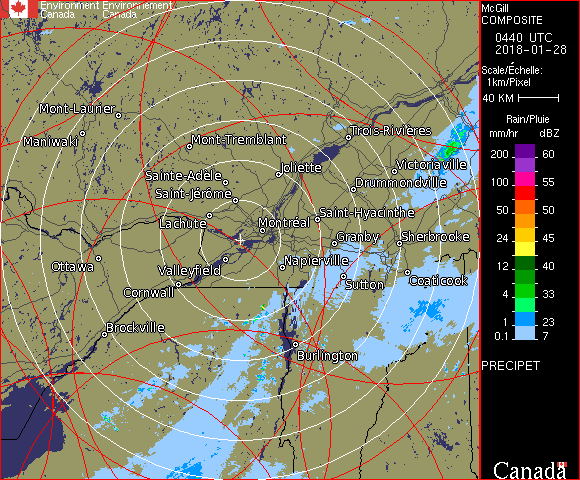 Environment Environnement
Canada Canada
McGill
COMPOSITE
0440 UTC
2018-01-28
Scale/Échelle:
1km/Pixel
40 KM
Rain/Pluie
mm/hr dBZ
200 60
100 55
50 50
24 45
12 40
4 33
2 23
0.1 7
PRECIPET
Canada
Mont-Laurier
Maniwaki
Mont-Tremblant
Trois-Rivières
Joliette
Victoriaville
Sainte-Adèle
Drummondville
Saint-Jérôme
Lachute
Saint-Hyacinthe
Montréal
Granby
Sherbrooke
Ottawa
Valleyfield
Napierville
Coaticook
Sutton
Cornwall
Brockville
Burlington